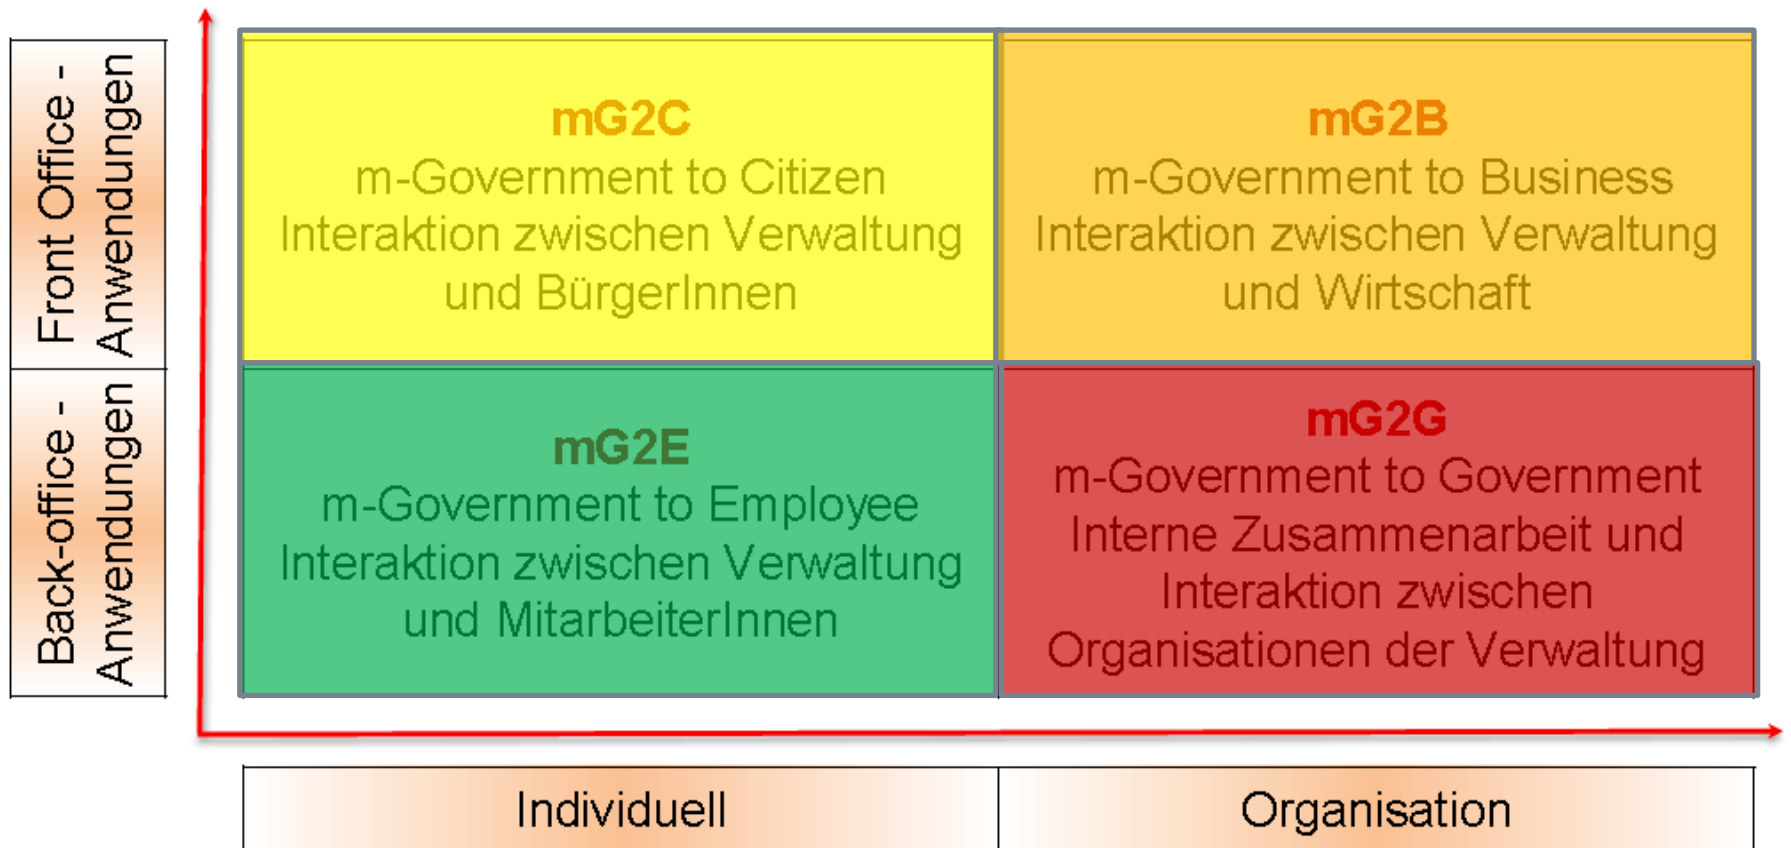 Front Office -
Anwendungen
mG2C
m-Government to Citizen
Interaktion zwischen Verwaltung
und BürgerInnen
mG2B
m-Government to Business
Interaktion zwischen Verwaltung
und Wirtschaft
Back-office -
Anwendungen
mG2E
m-Government to Employee
Interaktion zwischen Verwaltung
und MitarbeiterInnen
mG2G
m-Government to Government
Interne Zusammenarbeit und
Interaktion zwischen
Organisationen der Verwaltung
Individuell
Organisation